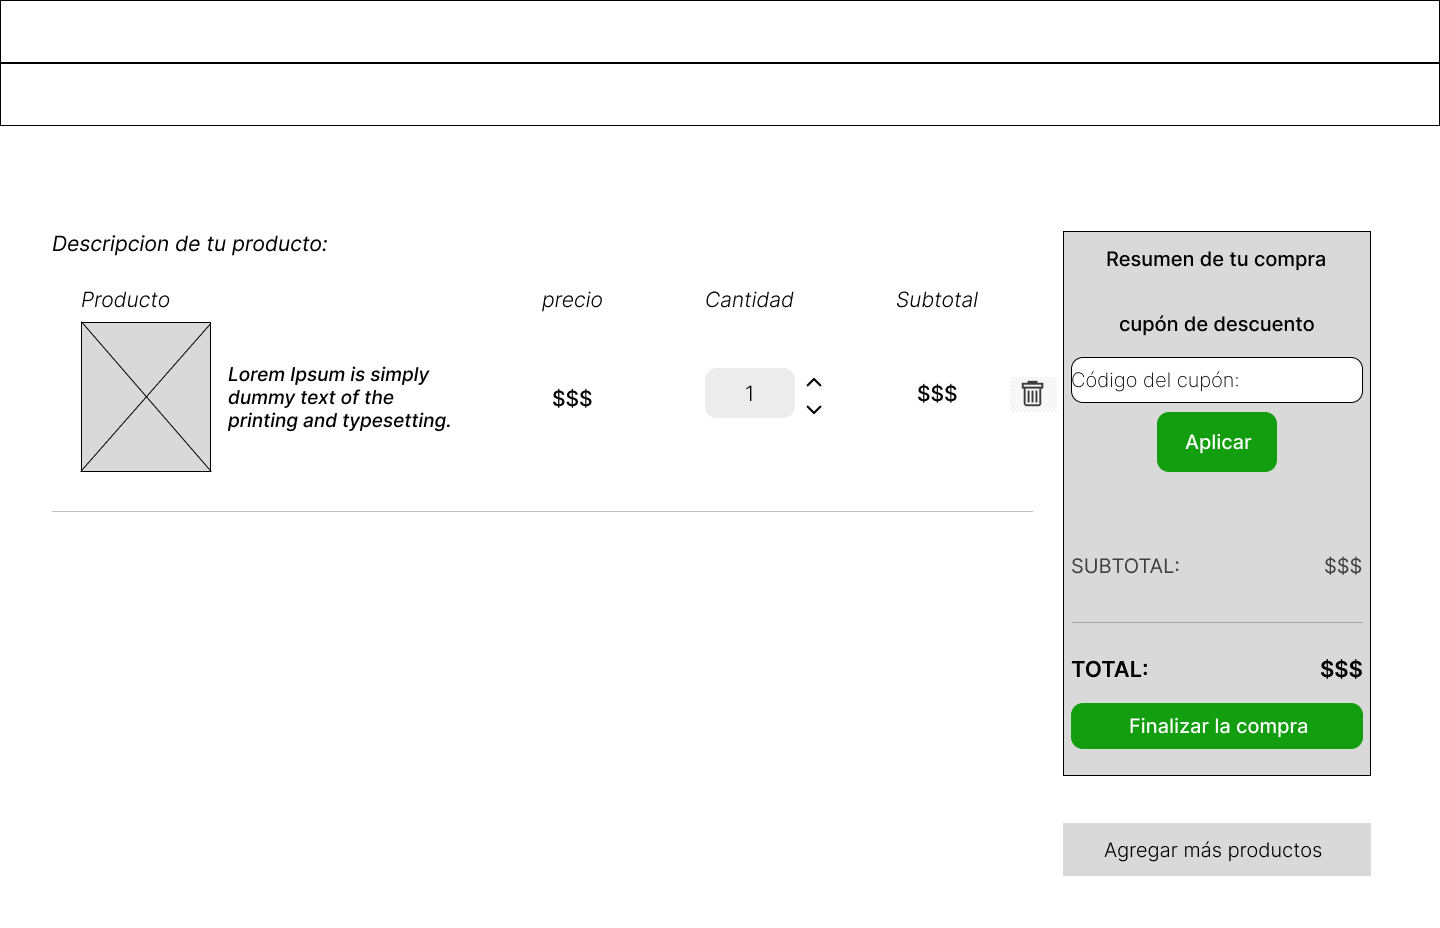 Descripcion de tu producto:
Producto
precio
Cantidad
Subtotal
Lorem Ipsum is simply
dummy text of the
printing and typesetting.
$$$
1
$$$
Resumen de tu compra
cupón de descuento
Código del cupón:
Aplicar
SUBTOTAL: $$$
TOTAL: $$$
Finalizar la compra
Agregar más productos